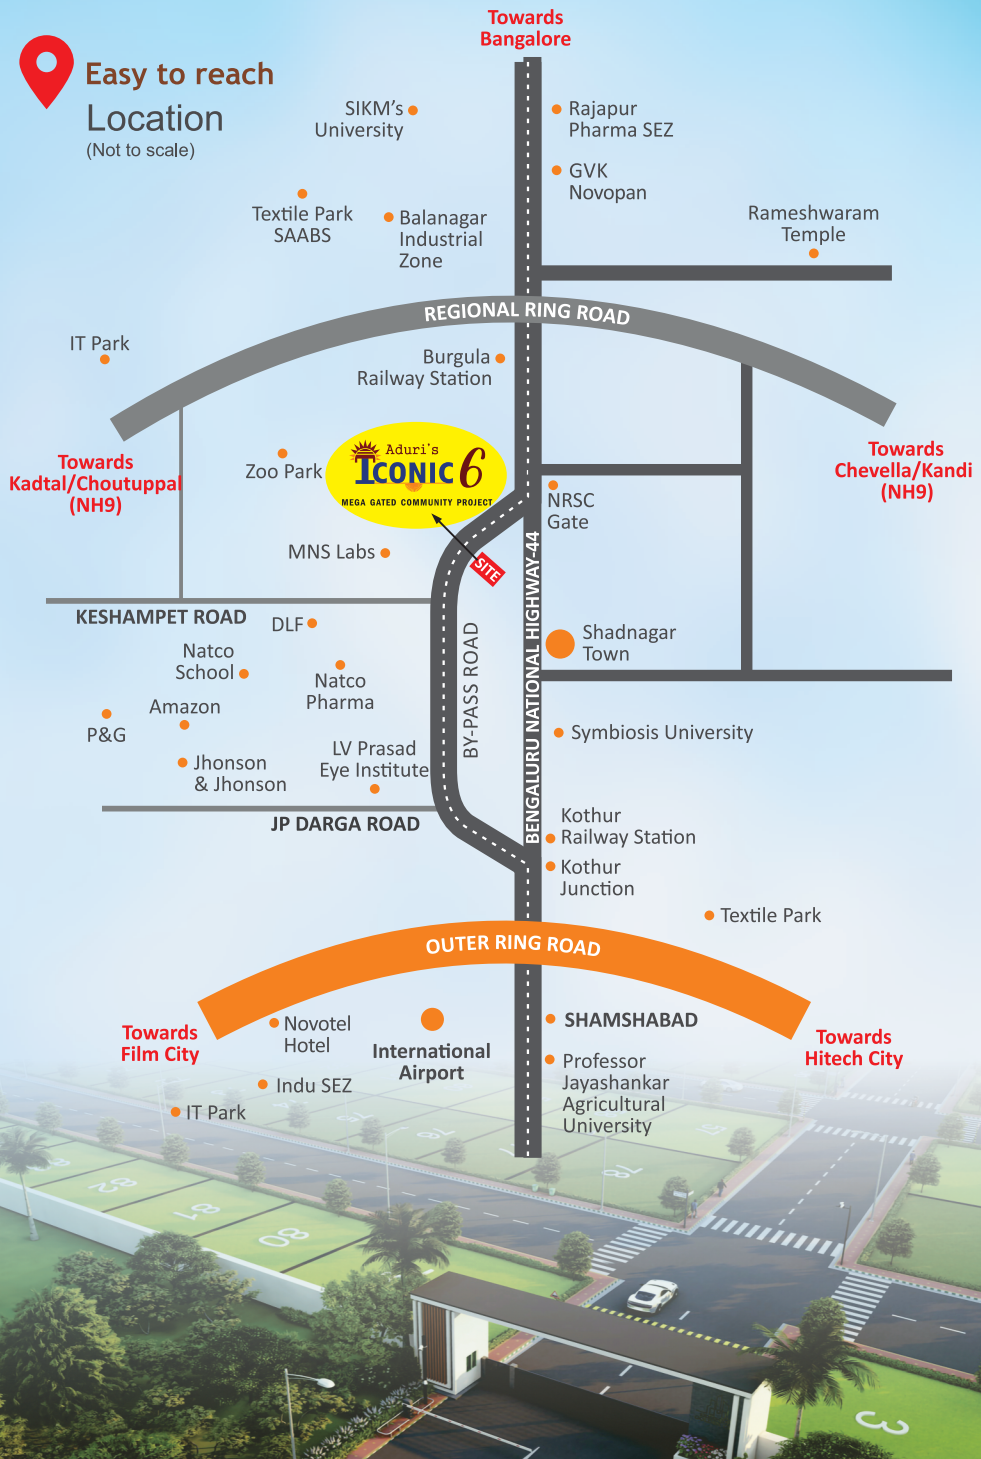 Towards
Bangalore
Easy to reach
Location
(Not to scale)
SIKM's
University
Rajapur
Pharma SEZ
GVK
Novopan
Textile Park
SAABS
Balanagar
Industrial
Zone
Rameshwaram
Temple
REGIONAL RING ROAD
IT Park
Burgula
Railway Station
Towards
Kadtal/Choutuppal
(NH9)
Zoo Park
Aduri's
ICONIC 6
MEGA GATED COMMUNITY PROJECT
Towards
Chevella/Kandi
(NH9)
NRSC
Gate
MNS Labs
SITE
KESHAMPET ROAD
BENGALURU NATIONAL HIGHWAY-44
BY-PASS ROAD
DLF
Shadnagar
Town
Natco
School
Natco
Pharma
Amazon
P&G
Jhonson
& Jhonson
LV Prasad
Eye Institute
Symbiosis University
JP DARGA ROAD
Kothur
Railway Station
Kothur
Junction
Textile Park
OUTER RING ROAD
Towards
Film City
Novotel
Hotel
International
Airport
SHAMSHABAD
Towards
Hitech City
Indu SEZ
IT Park
Professor
Jayashankar
Agricultural
University
78
82
81
80
3